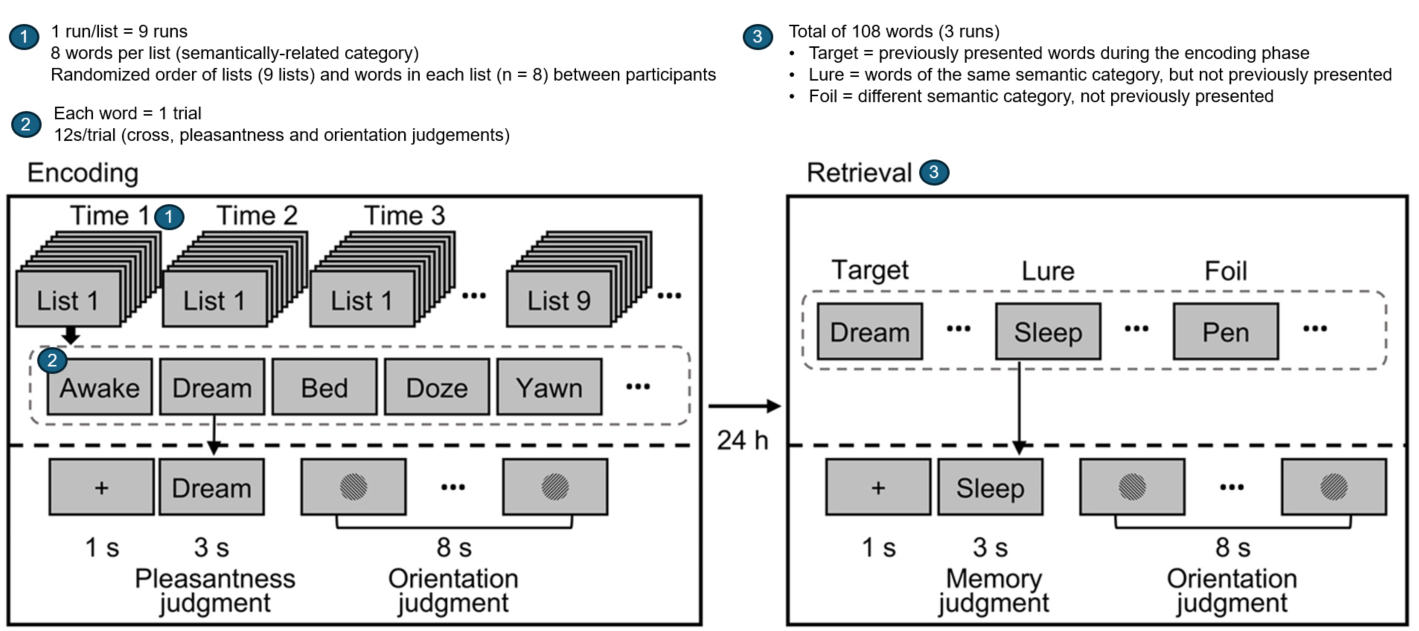 1
1 run/list = 9 runs
8 words per list (semantically-related category)
Randomized order of lists (9 lists) and words in each list (n = 8) between participants
2
Each word = 1 trial
12s/trial (cross, pleasantness and orientation judgements)
3
Total of 108 words (3 runs)
• Target = previously presented words during the encoding phase
• Lure = words of the same semantic category, but not previously presented
• Foil = different semantic category, not previously presented
Encoding
Time 1 1 Time 2 Time 3
List 1 List 1 List 1 ••• List 9 •••
2
Awake Dream Bed Doze Yawn •••
+ Dream •••
1 s 3 s 8 s
Pleasantness judgment
Orientation judgment
24 h
Retrieval 3
Target Lure Foil
Dream ••• Sleep ••• Pen •••
+ Sleep •••
1 s 3 s 8 s
Memory judgment
Orientation judgment